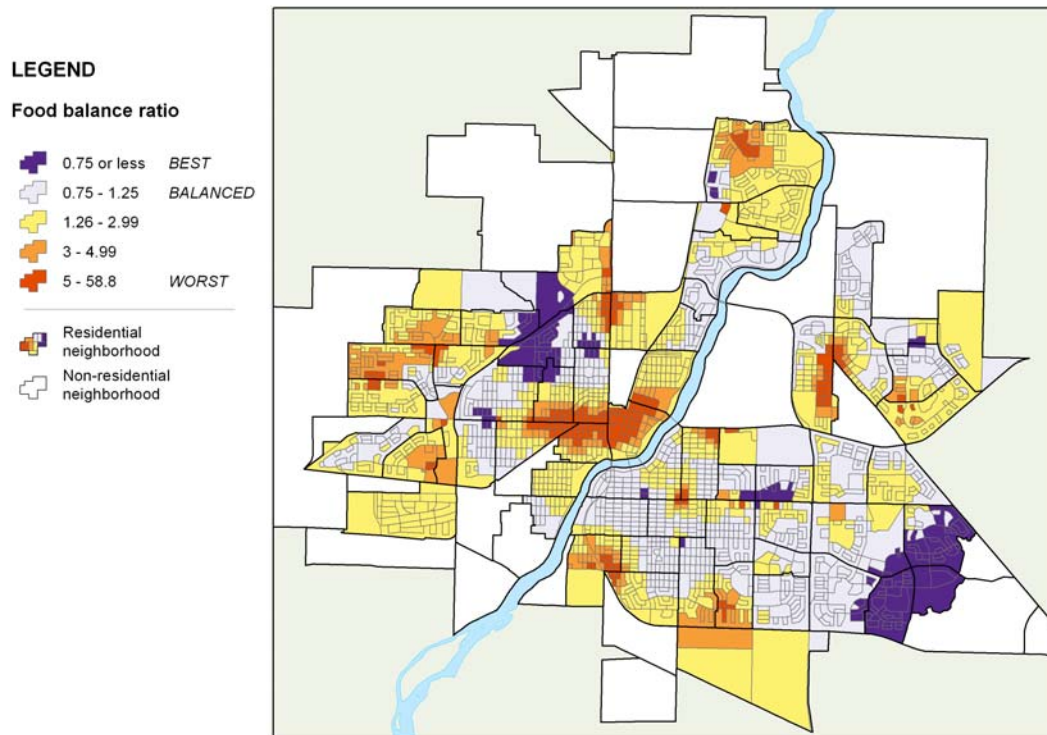 LEGEND
Food balance ratio
0.75 or less BEST
0.75 - 1.25 BALANCED
1.26 - 2.99
3 - 4.99
5 - 58.8 WORST
Residential
neighborhood
Non-residential
neighborhood